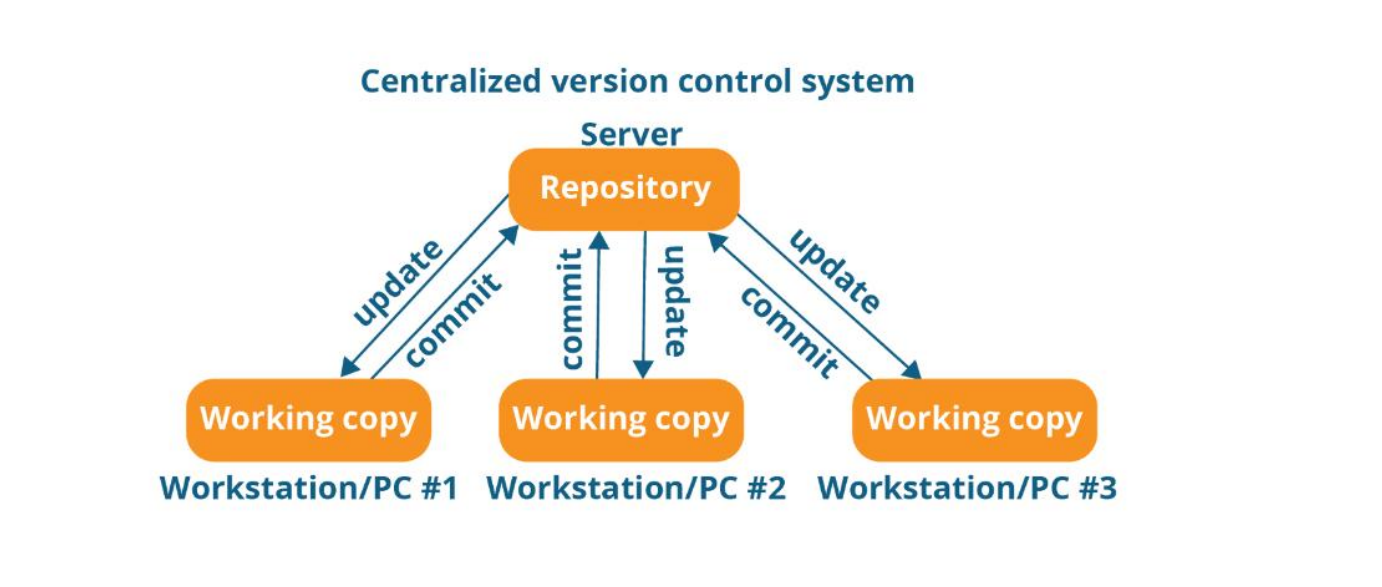 Centralized version control system
Server
Repository
update
commit
commit
update
update
commit
Working copy
Working copy
Working copy
Workstation/PC #1
Workstation/PC #2
Workstation/PC #3